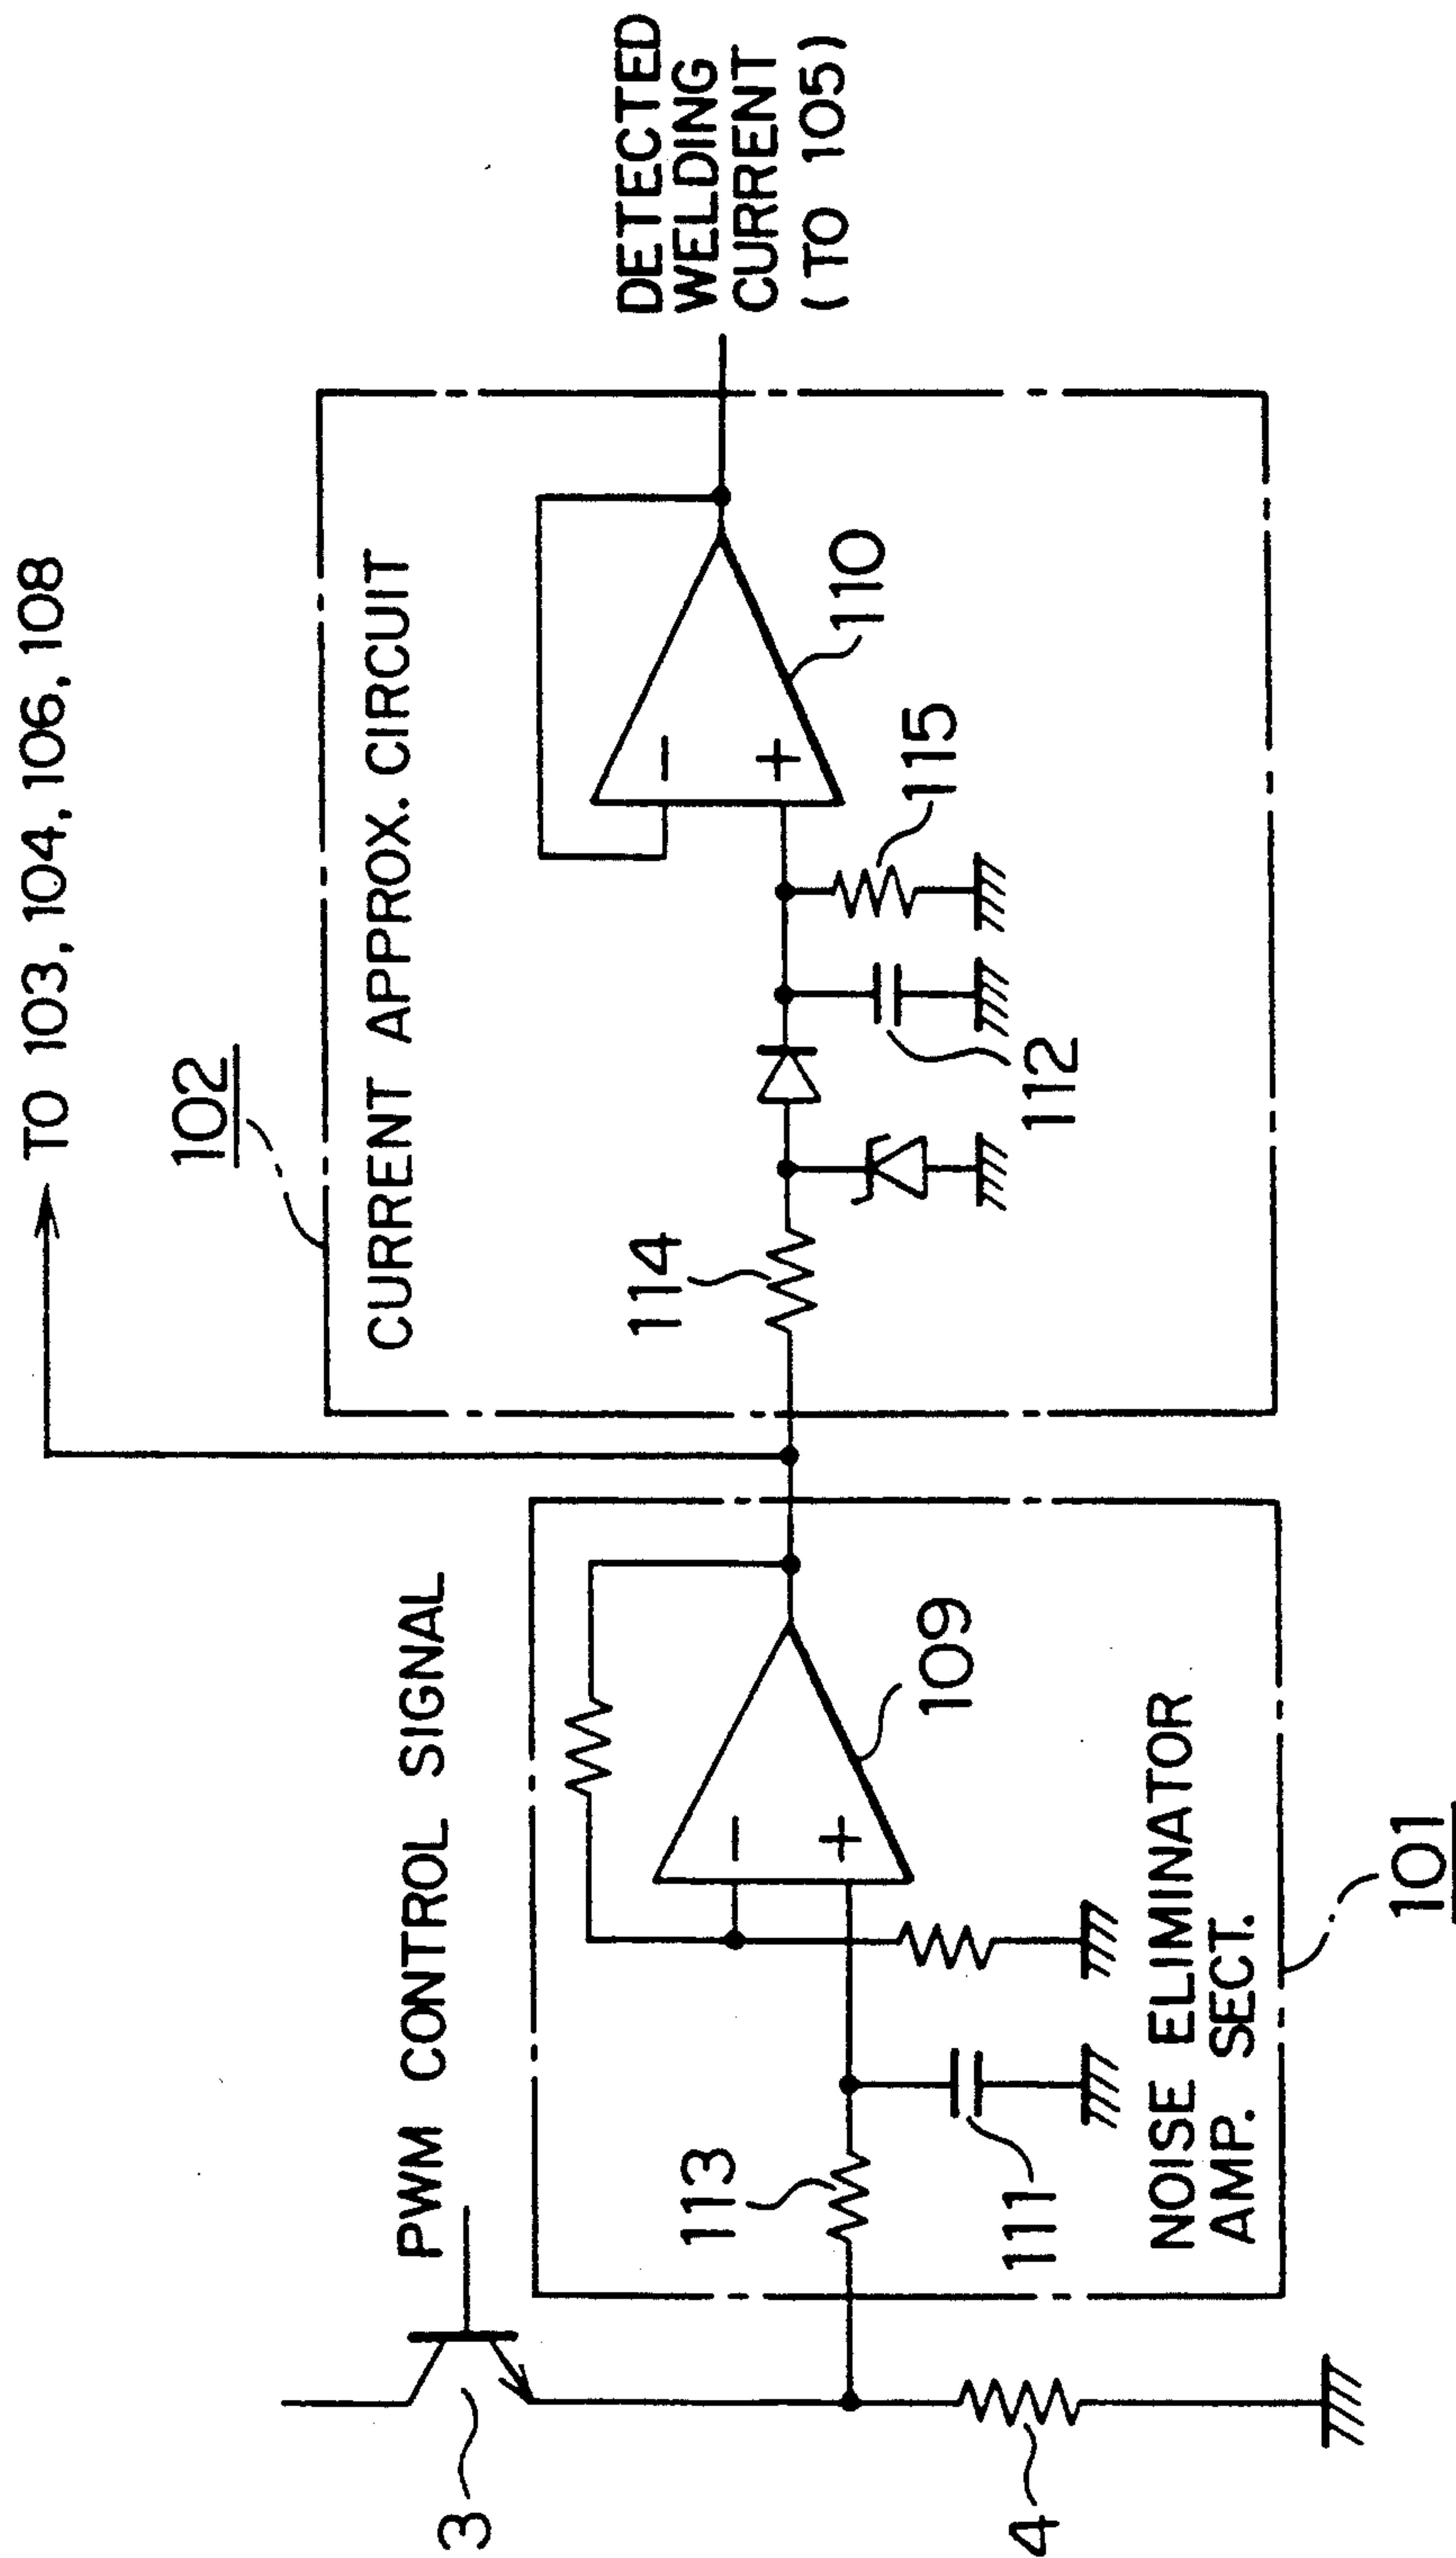 TO 103, 104, 106, 108
102
CURRENT APPROX. CIRCUIT
PWM CONTROL SIGNAL
DETECTED
WELDING
CURRENT
(TO 105)
3
113
114
109
110
115
4
111
112
NOISE ELIMINATOR
AMP. SECT.
101